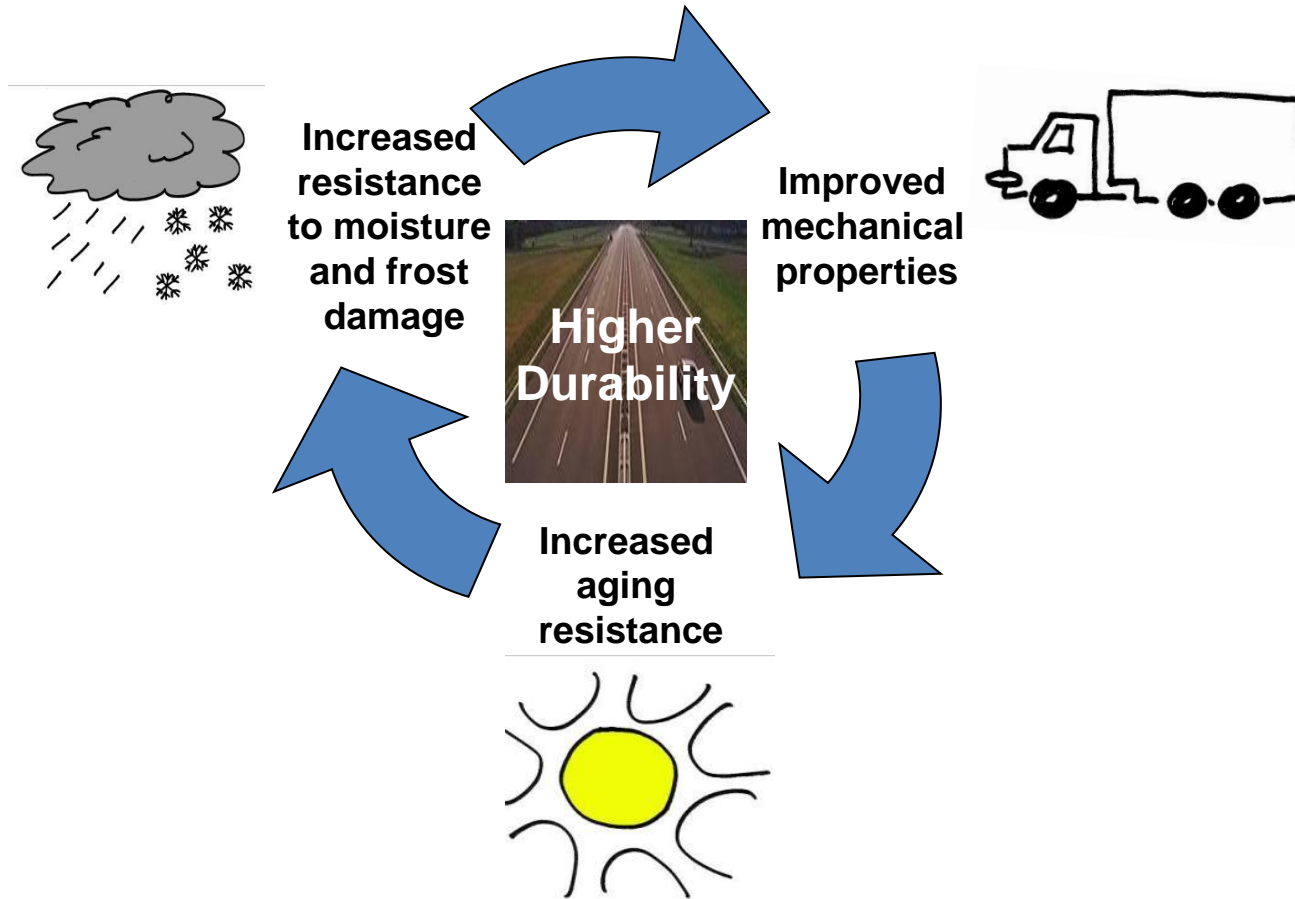 Increased
resistance
to moisture
and frost
damage
Improved
mechanical
properties
Higher
Durability
Increased
aging
resistance